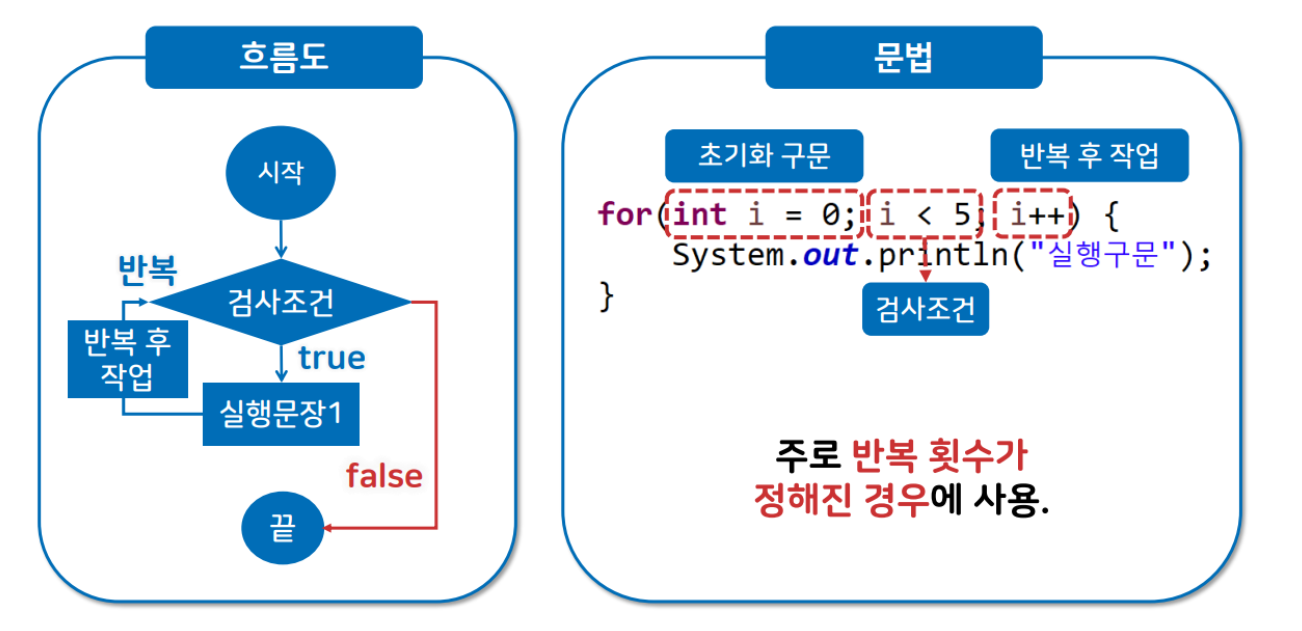 흐름도
시작
반복
검사조건
반복 후
작업
true
실행문장1
false
끝
문법
초기화 구문
반복 후 작업
for(int i = 0; i < 5; i++) {
System.out.println("실행구문");
}
검사조건
주로 반복 횟수가
정해진 경우에 사용.